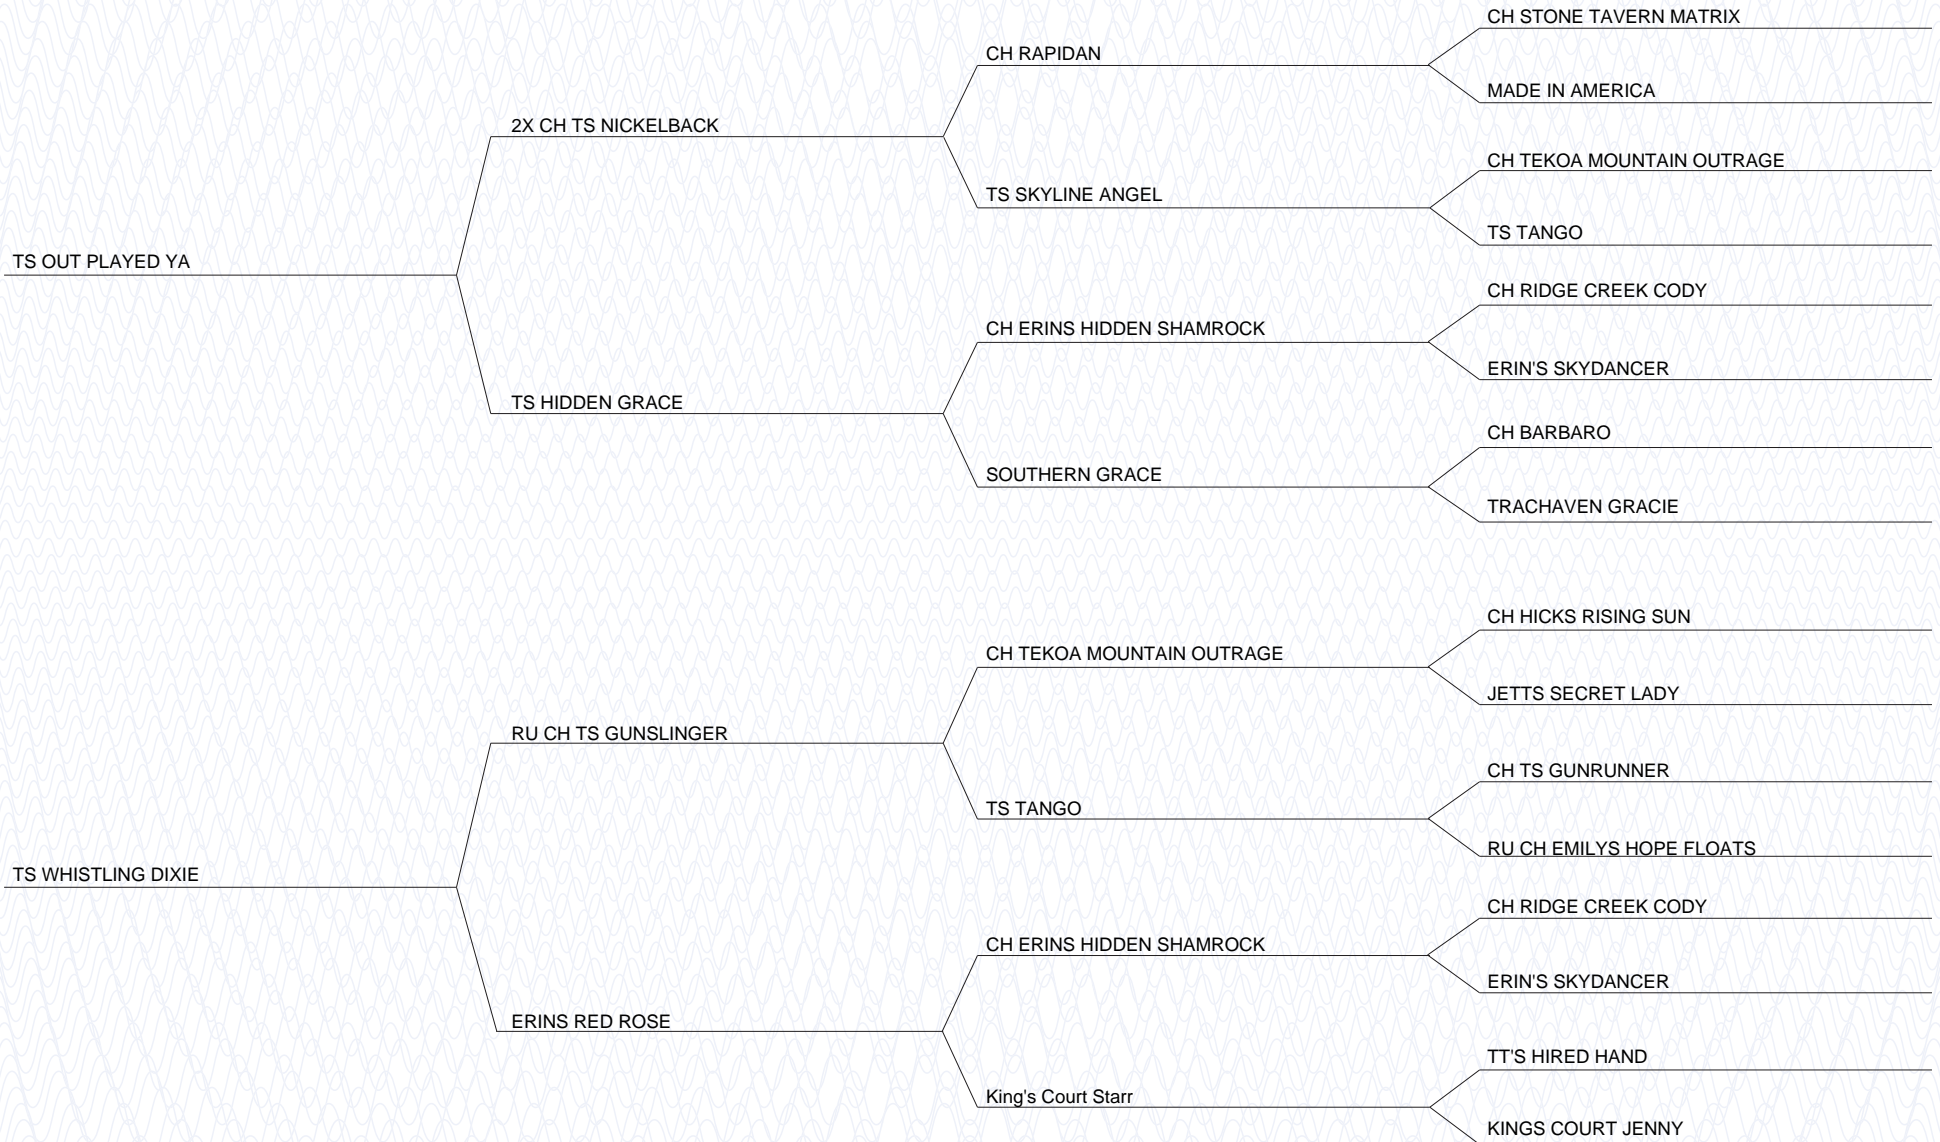 CH STONE TAVERN MATRIX
CH RAPIDAN
MADE IN AMERICA
2X CH TS NICKELBACK
CH TEKOA MOUNTAIN OUTRAGE
TS SKYLINE ANGEL
TS TANGO
TS OUT PLAYED YA
CH RIDGE CREEK CODY
CH ERINS HIDDEN SHAMROCK
ERIN'S SKYDANCER
TS HIDDEN GRACE
CH BARBARO
SOUTHERN GRACE
TRACHAVEN GRACIE
CH HICKS RISING SUN
CH TEKOA MOUNTAIN OUTRAGE
JETTS SECRET LADY
RU CH TS GUNSLINGER
CH TS GUNRUNNER
TS TANGO
RU CH EMILYS HOPE FLOATS
TS WHISTLING DIXIE
CH RIDGE CREEK CODY
CH ERINS HIDDEN SHAMROCK
ERIN'S SKYDANCER
ERINS RED ROSE
TT'S HIRED HAND
King's Court Starr
KINGS COURT JENNY